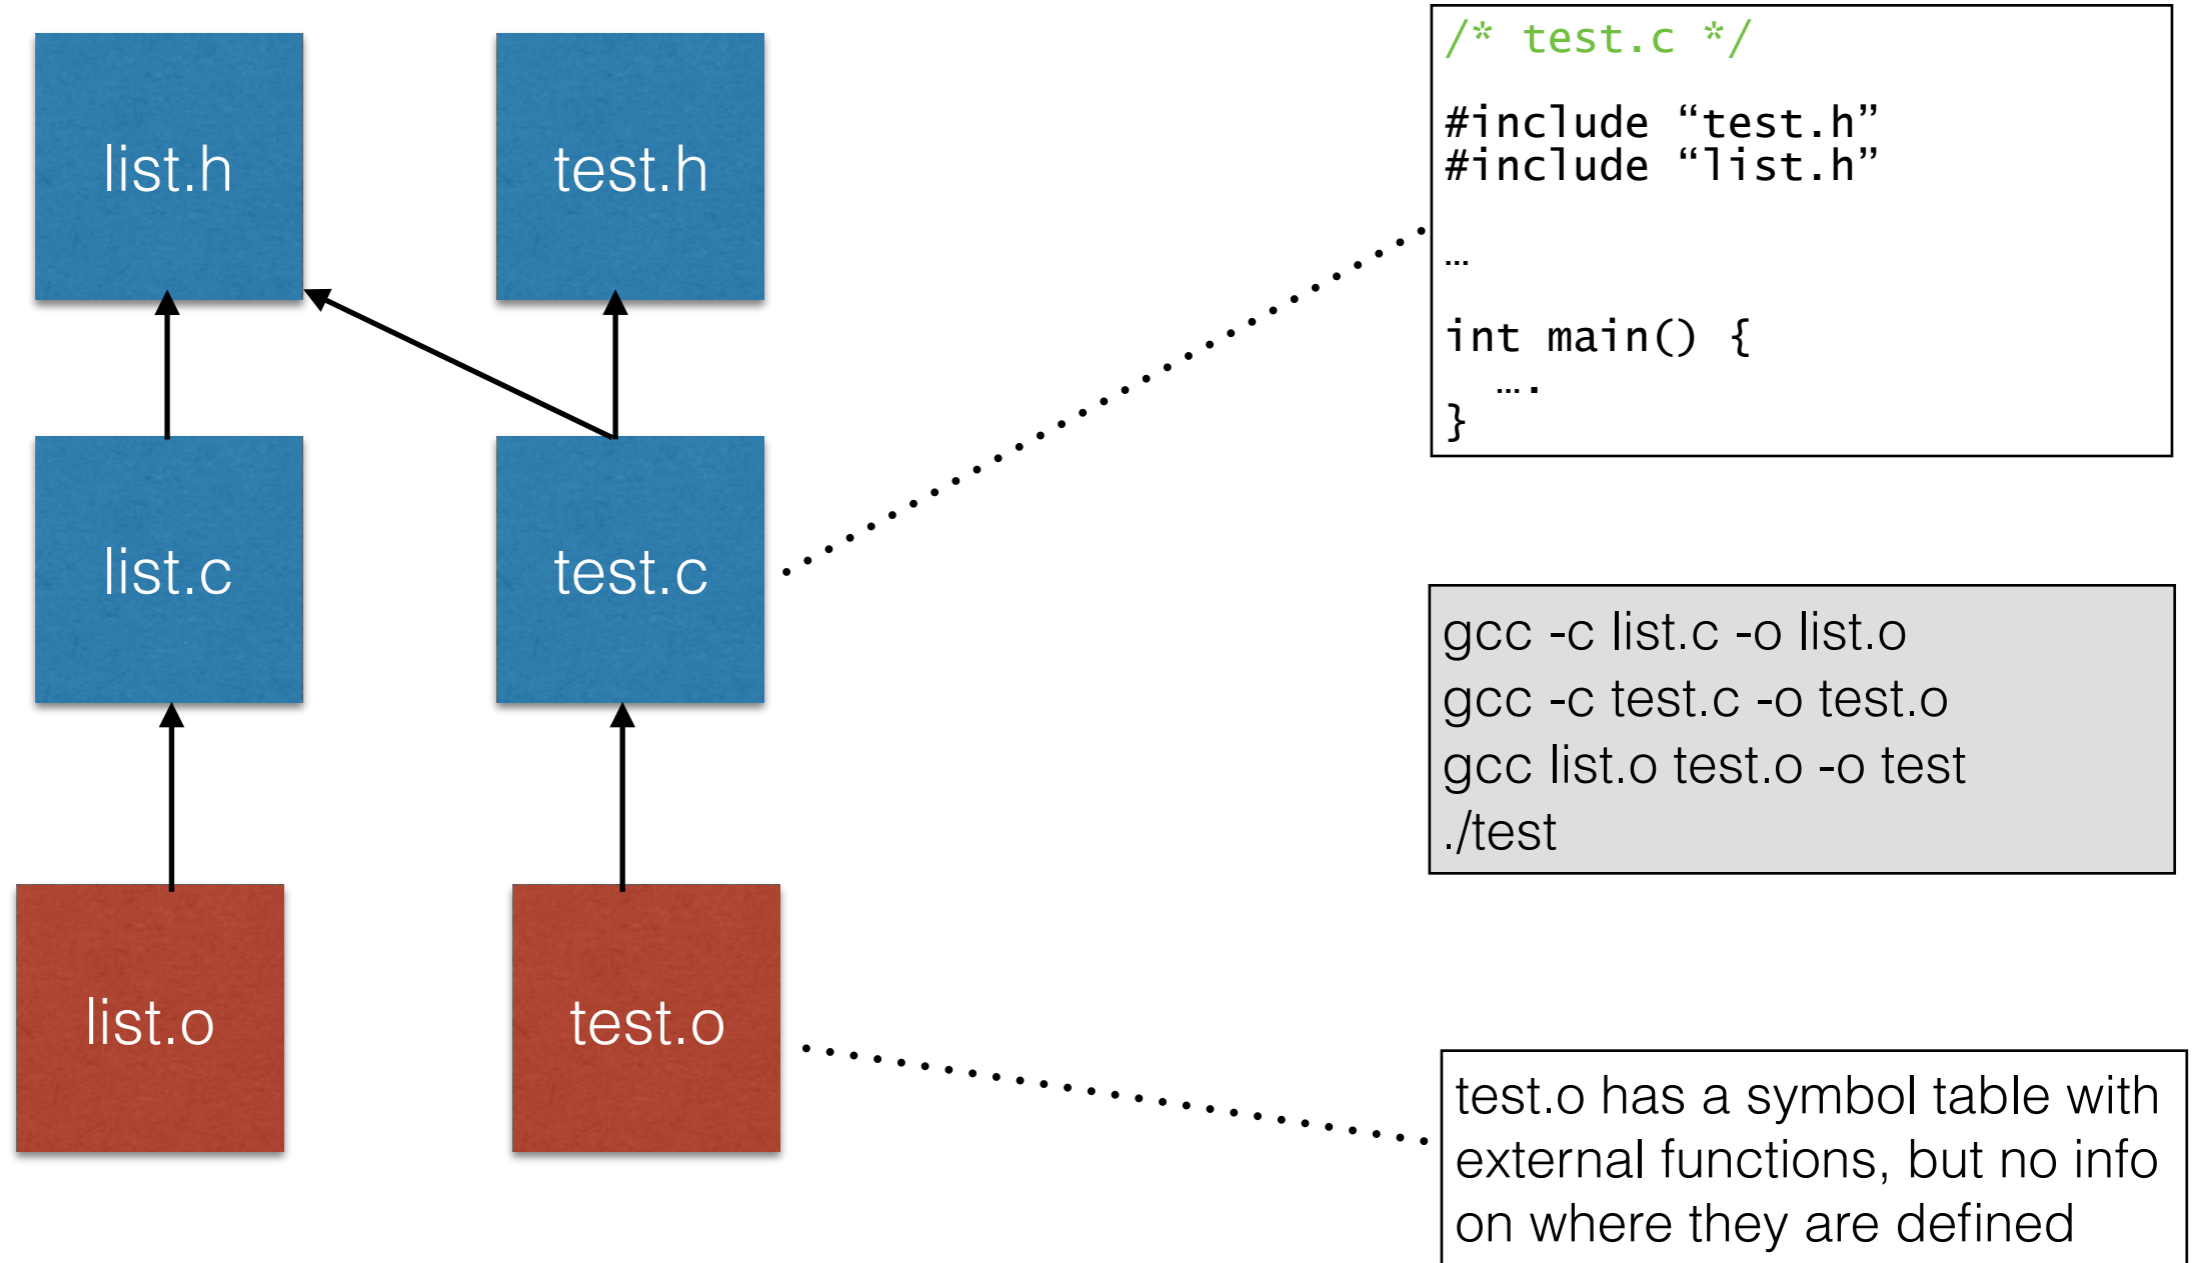 list.h
test.h
list.c
test.c
list.o
test.o
/* test.c */
#include “test.h”
#include “list.h”
…
int main() {
  ….
}
gcc -c list.c -o list.o
gcc -c test.c -o test.o
gcc list.o test.o -o test
./test
test.o has a symbol table with
external functions, but no info
on where they are defined